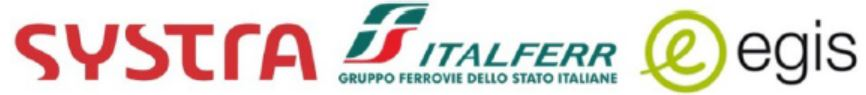 SYSTRA
ITALFERR
GRUPPO FERROVIE DELLO STATO ITALIANE
e egis